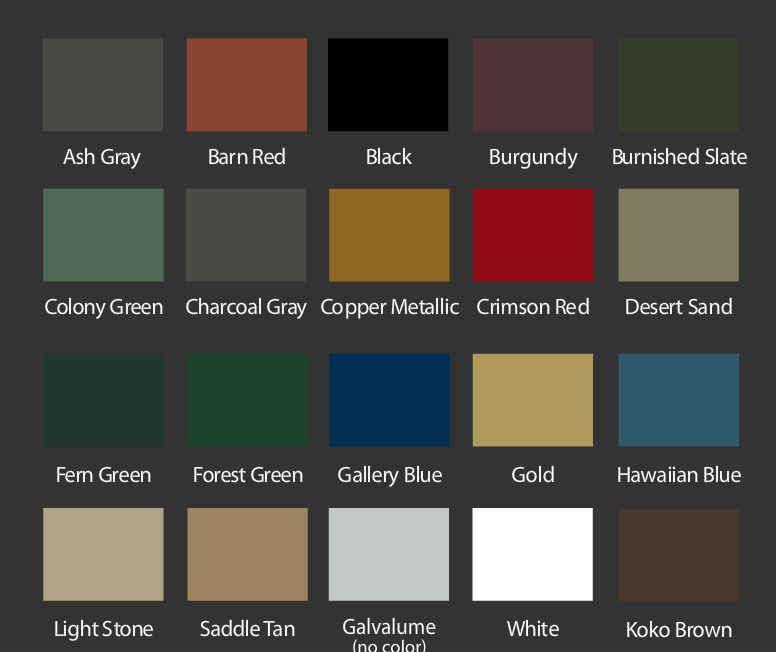 Ash Gray
Barn Red
Black
Burgundy
Burnished Slate
Colony Green
Charcoal Gray
Copper Metallic
Crimson Red
Desert Sand
Fern Green
Forest Green
Gallery Blue
Gold
Hawaiian Blue
Light Stone
Saddle Tan
Galvalume
(no color)
White
Koko Brown